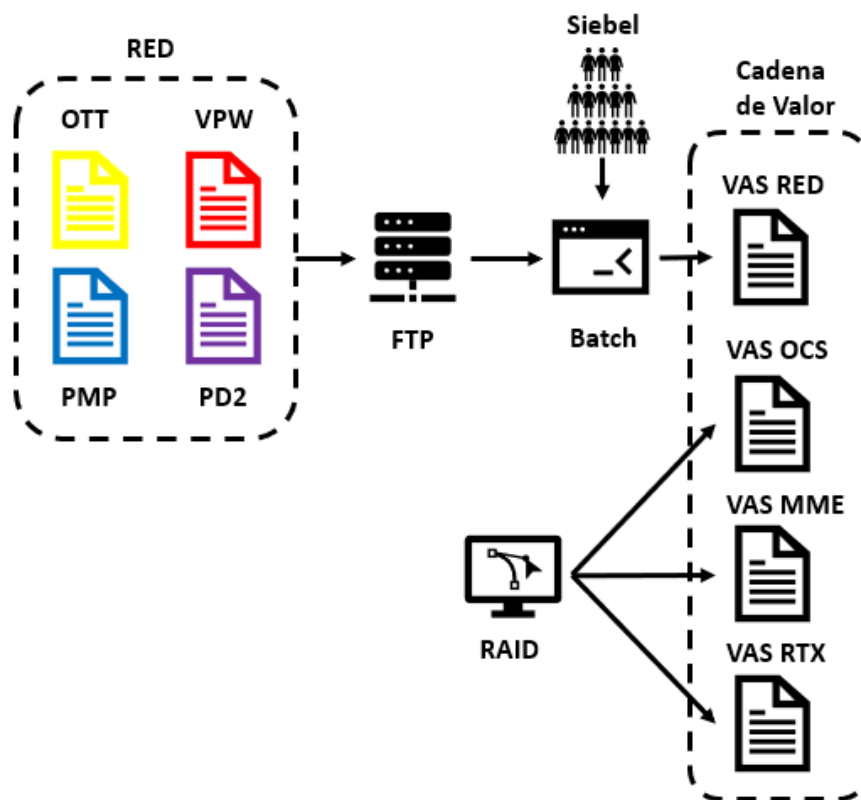 RED
OTT
VPW
PMP
PD2
FTP
Siebel
Batch
Cadena
de Valor
VAS RED
VAS OCS
VAS MME
VAS RTX
RAID